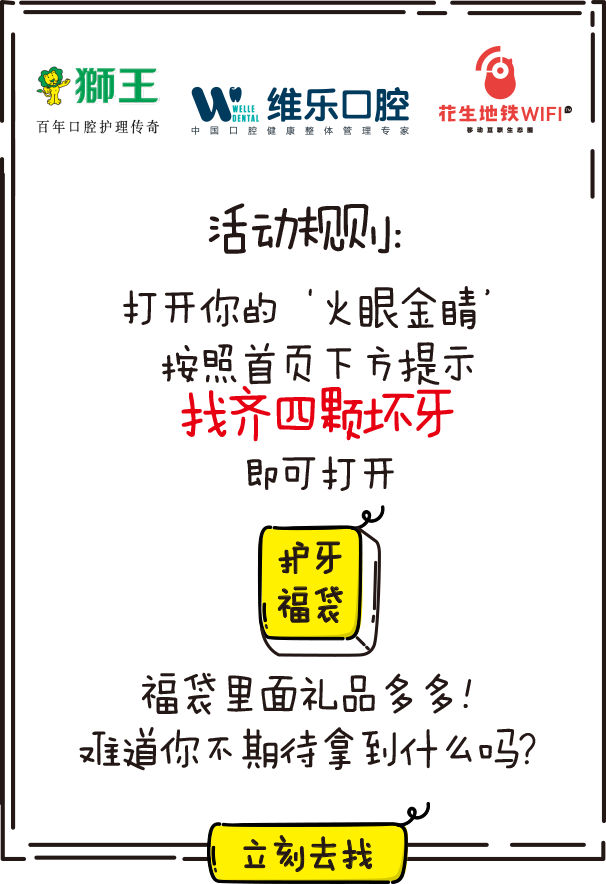 獅王
百年口腔护理传奇
WELLE DENTAL
维乐口腔
中国口腔健康整体管理专家
花生地铁WIFI
移动互联生态圈
活动规则:
打开你的‘火眼金睛’
按照首页下方提示
找齐四颗坏牙
即可打开
护牙
福袋
福袋里面礼品多多!
难道你不期待拿到什么吗?
立刻去找